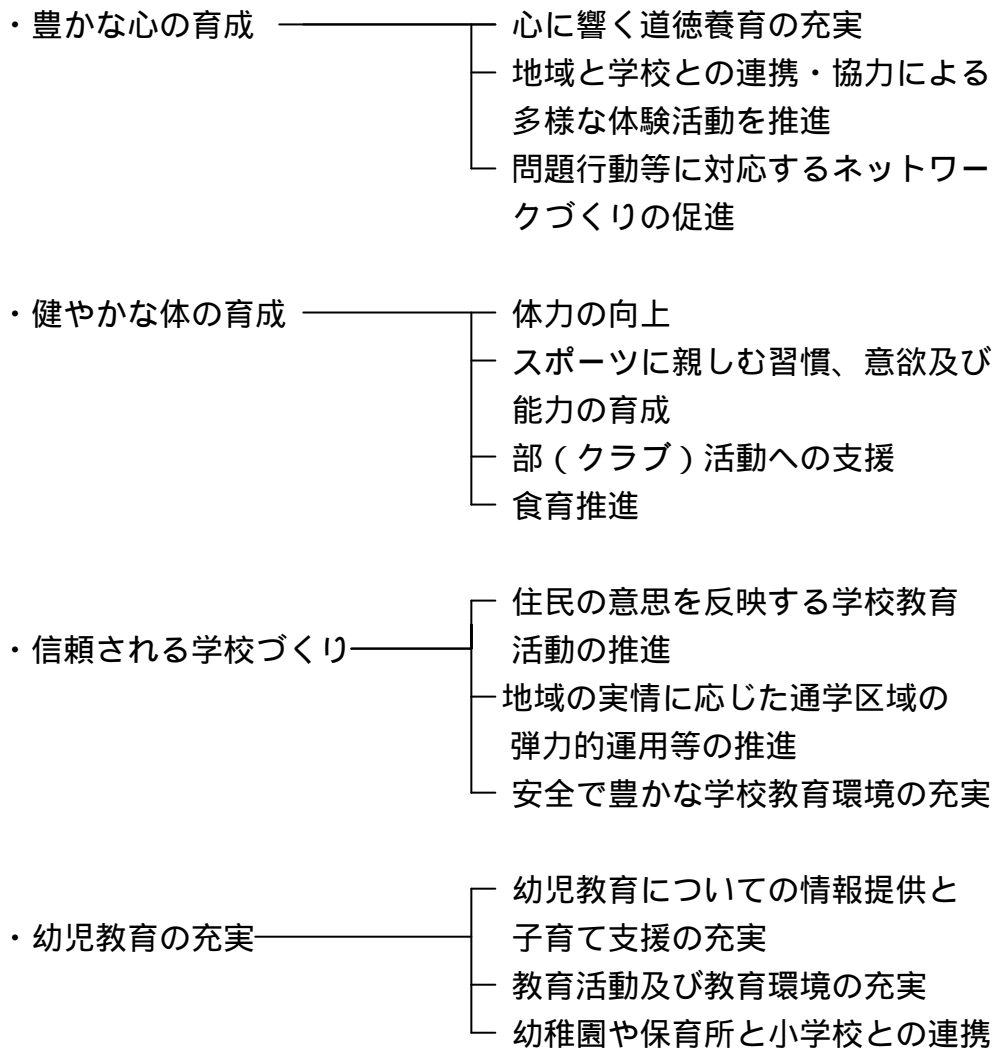 ・豊かな心の育成
心に響く道徳養育の充実
地域と学校との連携・協力による
多様な体験活動を推進
問題行動等に対応するネットワー
クづくりの促進
・健やかな体の育成
体力の向上
スポーツに親しむ習慣、意欲及び
能力の育成
部（クラブ）活動への支援
食育推進
・信頼される学校づくり
住民の意思を反映する学校教育
活動の推進
地域の実情に応じた通学区域の
弾力的運用等の推進
安全で豊かな学校教育環境の充実
・幼児教育の充実
幼児教育についての情報提供と
子育て支援の充実
教育活動及び教育環境の充実
幼稚園や保育所と小学校との連携